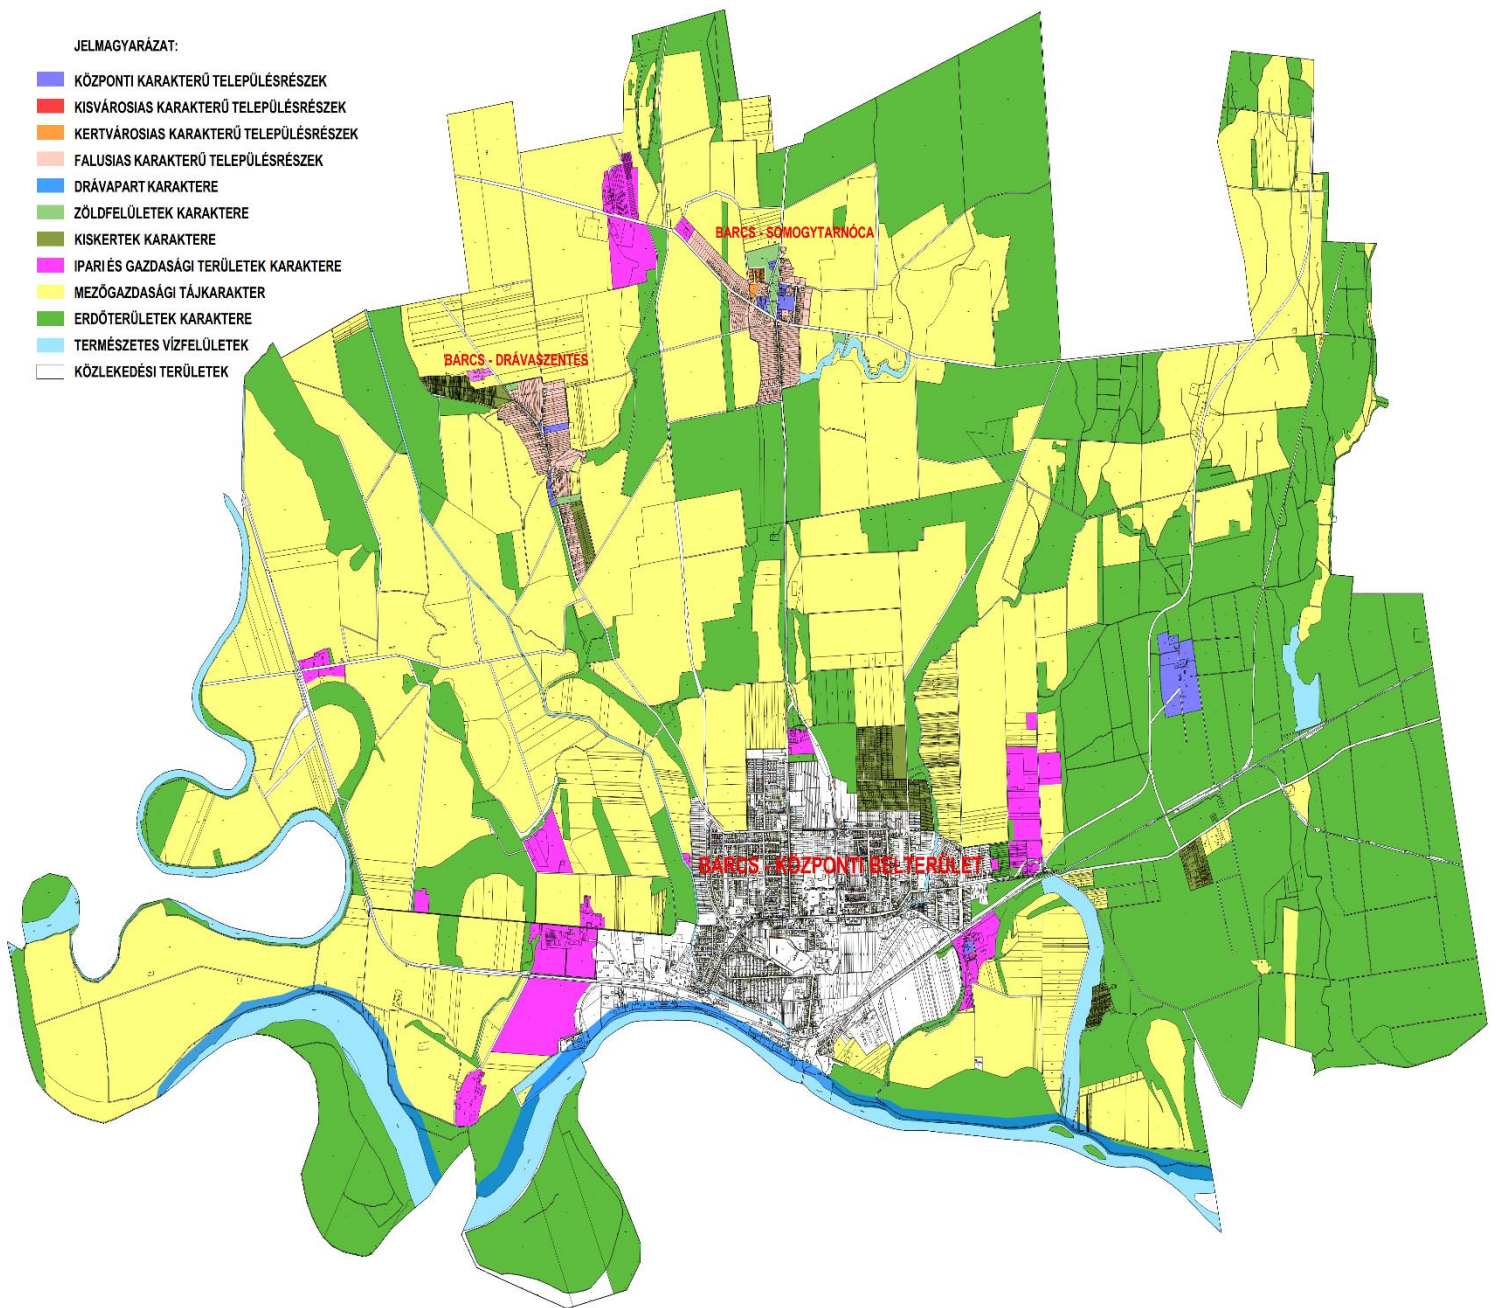 JELMAGYARÁZAT:
KÖZPONTI KARAKTERŰ TELEPÜLÉSRÉSZEK
KISVÁROSIAS KARAKTERŰ TELEPÜLÉSRÉSZEK
KERTVÁROSIAS KARAKTERŰ TELEPÜLÉSRÉSZEK
FALUSIAS KARAKTERŰ TELEPÜLÉSRÉSZEK
DRÁVAPART KARAKTERE
ZÖLDFELÜLETEK KARAKTERE
KISKERTEK KARAKTERE
IPARI ÉS GAZDASÁGI TERÜLETEK KARAKTERE
MEZŐGAZDASÁGI TÁJKARAKTER
ERDŐTERÜLETEK KARAKTERE
TERMÉSZETES VÍZFELÜLETEK
KÖZLEKEDÉSI TERÜLETEK
BARCS - SOMOGYTARNÓCA
BARCS - DRÁVASZENTES
BARCS - KÖZPONTI BELTERÜLET